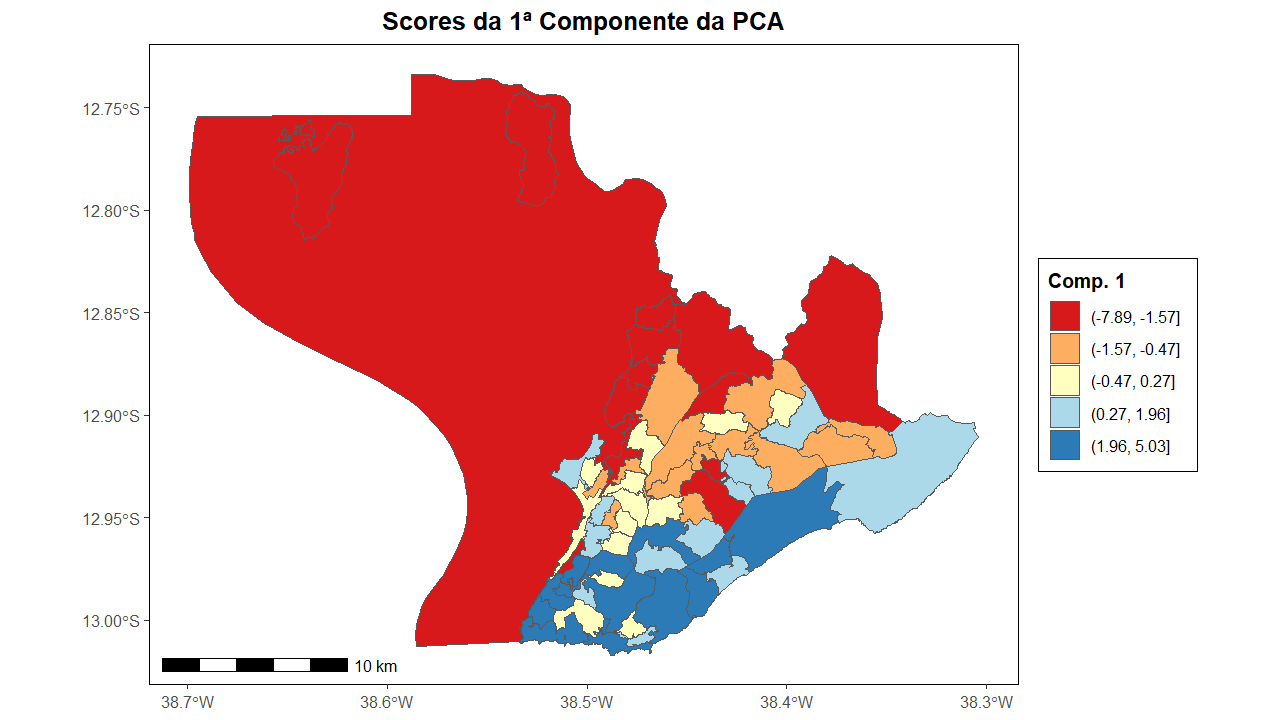 Scores da 1ª Componente da PCA
12.75°S
12.80°S
12.85°S
12.90°S
12.95°S
13.00°S
10 km
38.7°W
38.6°W
38.5°W
38.4°W
38.3°W
Comp. 1
(-7.89, -1.57]
(-1.57, -0.47]
(-0.47, 0.27]
(0.27, 1.96]
(1.96, 5.03]